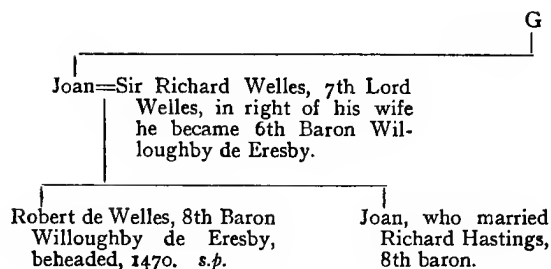 G
Joan=Sir Richard Welles, 7th Lord
Welles, in right of his wife
he became 6th Baron Wil-
loughby de Eresby.
Robert de Welles, 8th Baron
Willoughby de Eresby,
beheaded, 1470. s.p.
Joan, who married
Richard Hastings,
8th baron.